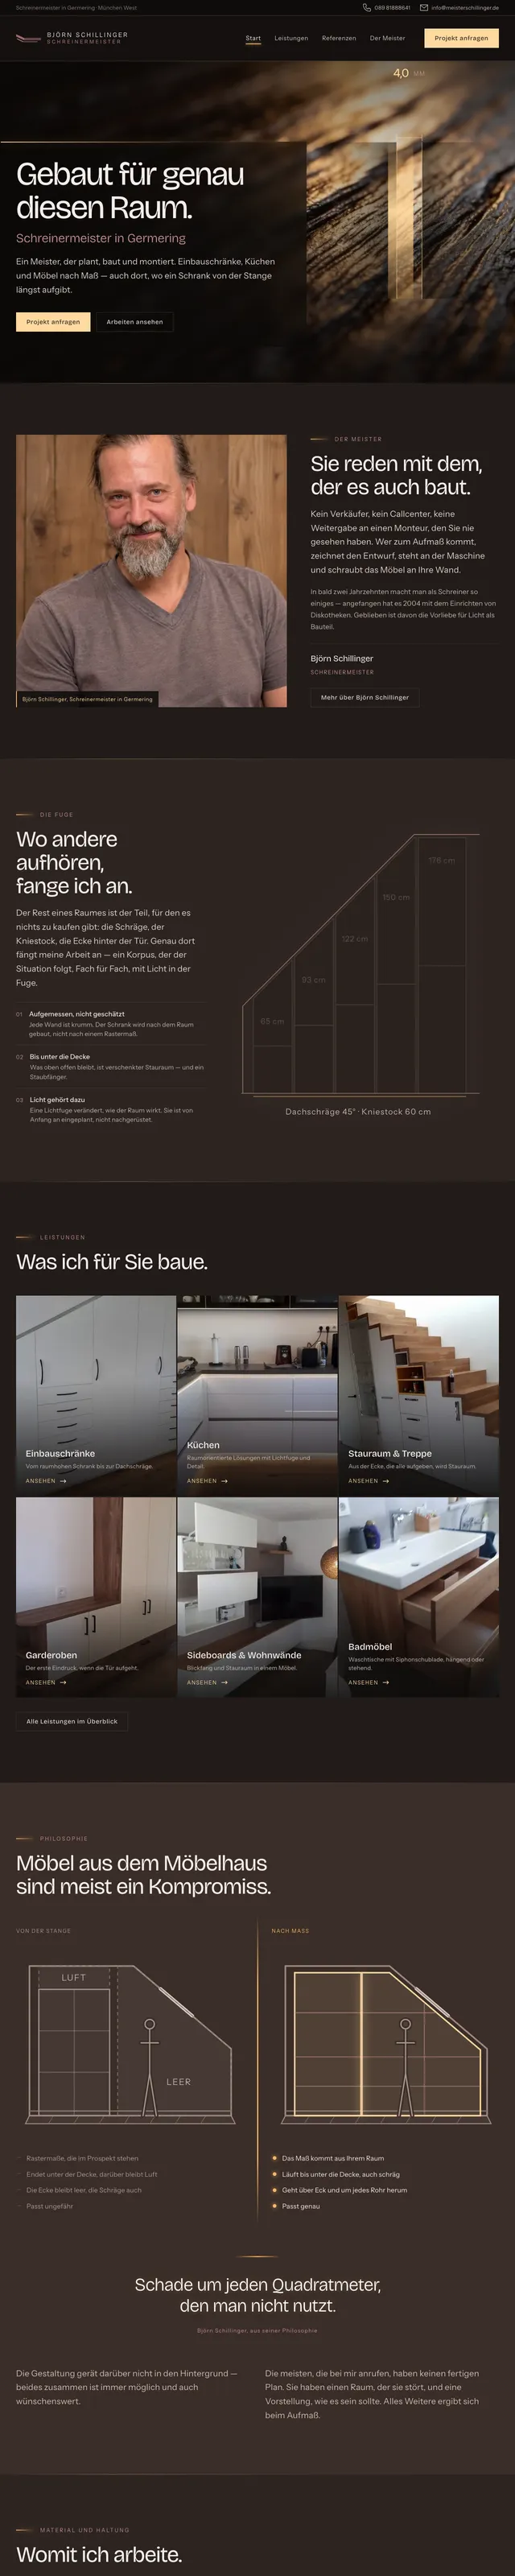 Schreinermeister in Germering · München West
089 81888641
info@meisterschillinger.de
BJÖRN SCHILLINGER
SCHREINERMEISTER
Start
Leistungen
Referenzen
Der Meister
Projekt anfragen
4,0 MM
Gebaut für genau
diesen Raum.
Schreinermeister in Germering
Ein Meister, der plant, baut und montiert. Einbauschränke, Küchen
und Möbel nach Maß — auch dort, wo ein Schrank von der Stange
längst aufgibt.
Projekt anfragen
Arbeiten ansehen
Björn Schillinger, Schreinermeister in Germering
DER MEISTER
Sie reden mit dem,
der es auch baut.
Kein Verkäufer, kein Callcenter, keine
Weitergabe an einen Monteur, den Sie nie
gesehen haben. Wer zum Aufmaß kommt,
zeichnet den Entwurf, steht an der Maschine
und schraubt das Möbel an Ihre Wand.
In bald zwei Jahrzehnten macht man als Schreiner so
einiges — angefangen hat es 2004 mit dem Einrichten von
Diskotheken. Geblieben ist davon die Vorliebe für Licht als
Bauteil.
Björn Schillinger
SCHREINERMEISTER
Mehr über Björn Schillinger
DIE FUGE
Wo andere
aufhören,
fange ich an.
Der Rest eines Raumes ist der Teil, für den es
nichts zu kaufen gibt: die Schräge, der
Kniestock, die Ecke hinter der Tür. Genau dort
fängt meine Arbeit an — ein Korpus, der der
Situation folgt, Fach für Fach, mit Licht in der
Fuge.
01 Aufgemessen, nicht geschätzt
Jede Wand ist krumm. Der Schrank wird nach dem Raum
gebaut, nicht nach einem Rastermaß.
02 Bis unter die Decke
Was oben offen bleibt, ist verschenkter Stauraum — und ein
Staubfänger.
03 Licht gehört dazu
Eine Lichtfuge verändert, wie der Raum wirkt. Sie ist von
Anfang an eingeplant, nicht nachgerüstet.
65 cm
93 cm
122 cm
150 cm
178 cm
Dachschräge 45° · Kniestock 60 cm
LEISTUNGEN
Was ich für Sie baue.
Einbauschränke
Vom raumhohen Schrank bis zur Dachschräge.
ANSEHEN
Küchen
Raumorientierte Lösungen mit Lichtfuge und
Detail.
ANSEHEN
Stauraum & Treppe
Aus der Ecke, die alle aufgeben, wird Stauraum.
ANSEHEN
Garderoben
Der erste Eindruck, wenn die Tür aufgeht.
ANSEHEN
Sideboards & Wohnwände
Blickfang und Stauraum in einem Möbel.
ANSEHEN
Badmöbel
Waschtische mit Siphonschublade, hängend oder
stehend.
ANSEHEN
Alle Leistungen im Überblick
PHILOSOPHIE
Möbel aus dem Möbelhaus
sind meist ein Kompromiss.
VON DER STANGE
LUFT
LEER
Rastermaße, die im Prospekt stehen
Endet unter der Decke, darüber bleibt Luft
Die Ecke bleibt leer, die Schräge auch
Passt ungefähr
NACH MASS
Das Maß kommt aus Ihrem Raum
Läuft bis unter die Decke, auch schräg
Geht über Eck und um jedes Rohr herum
Passt genau
Schade um jeden Quadratmeter,
den man nicht nutzt.
Björn Schillinger, aus seiner Philosophie
Die Gestaltung gerät darüber nicht in den Hintergrund —
beides zusammen ist immer möglich und auch
wünschenswert.
Die meisten, die bei mir anrufen, haben keinen fertigen
Plan. Sie haben einen Raum, der sie stört, und eine
Vorstellung, wie es sein sollte. Alles Weitere ergibt sich
beim Aufmaß.
MATERIAL UND HALTUNG
Womit ich arbeite.